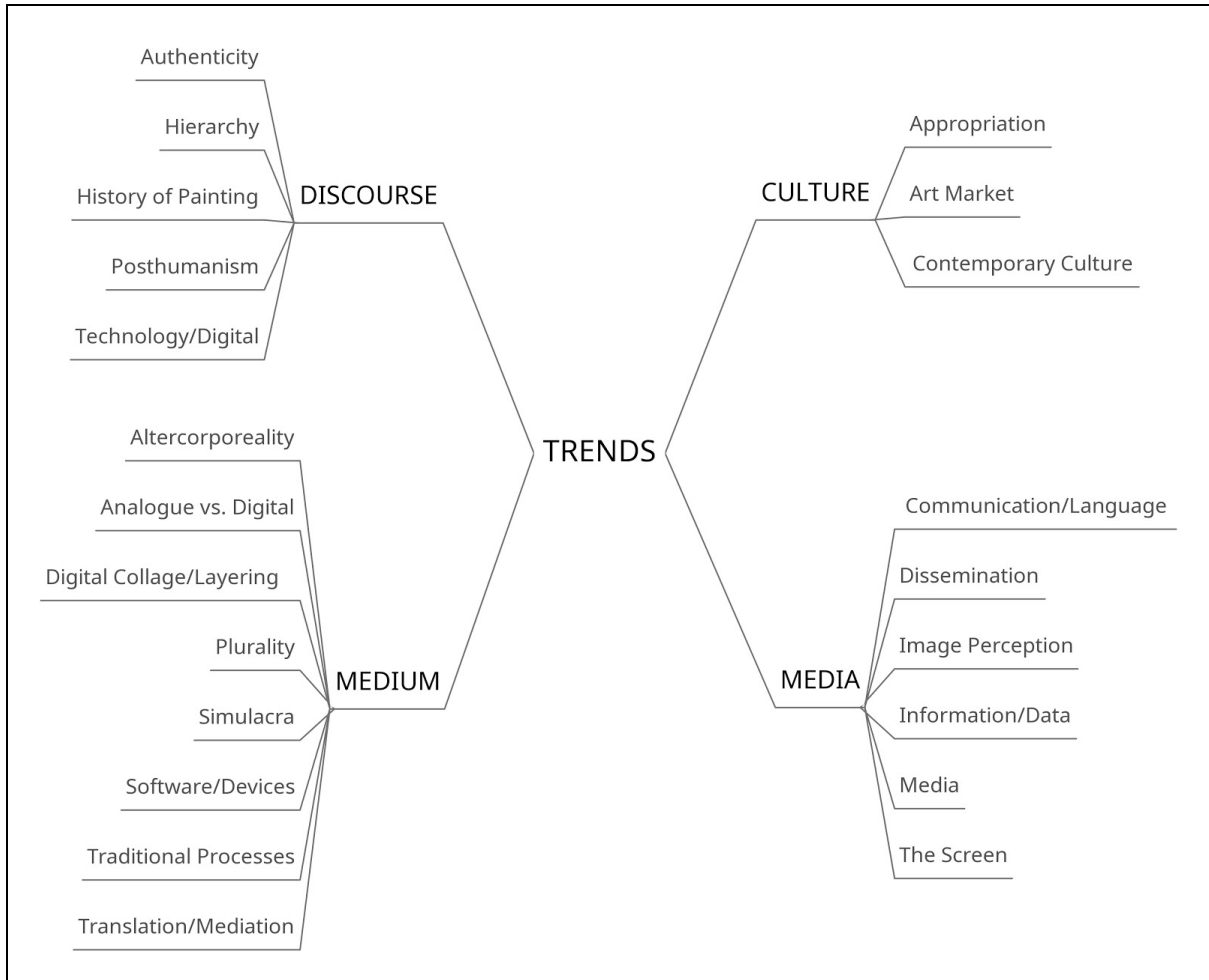 Authenticity
Hierarchy
History of Painting
DISCOURSE
Posthumanism
Technology/Digital
Altercorporeality
Analogue vs. Digital
Digital Collage/Layering
Plurality
MEDIUM
Simulacra
Software/Devices
Traditional Processes
Translation/Mediation
TRENDS
Appropriation
CULTURE
Art Market
Contemporary Culture
Communication/Language
Dissemination
Image Perception
MEDIA
Information/Data
Media
The Screen